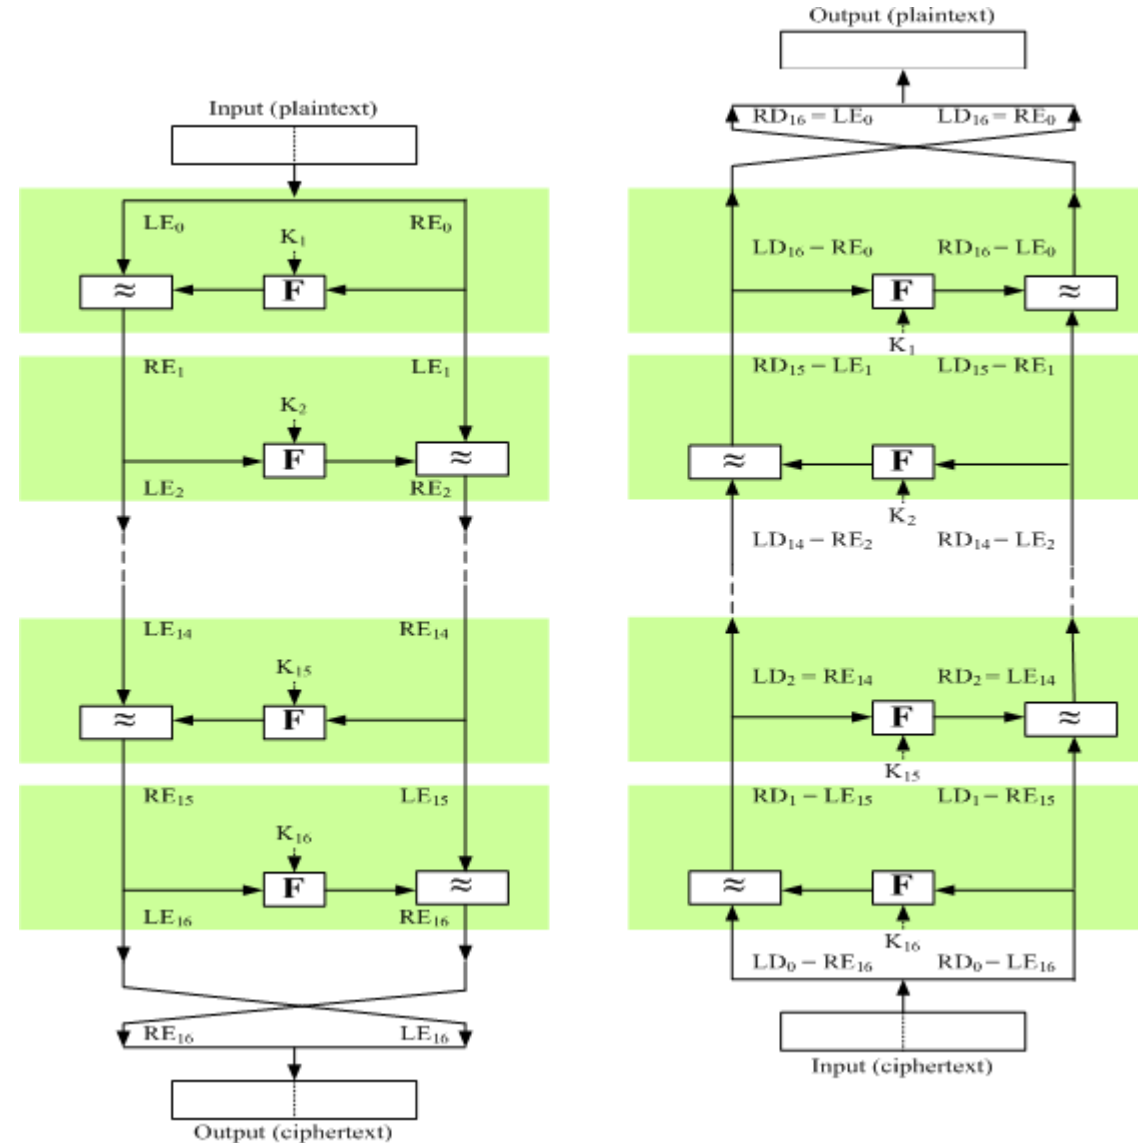 Input (plaintext)
LE₀ RE₀
K₁
≈ F
RE₁ LE₁
K₂
F ≈
LE₂ RE₂
LE₁₄ RE₁₄
K₁₅
≈ F
RE₁₅ LE₁₅
K₁₆
F ≈
LE₁₆ RE₁₆
RE₁₆ LE₁₆
Output (ciphertext)
Output (plaintext)
RD₁₆ = LE₀ LD₁₆ = RE₀
LD₁₆ – RE₀ RD₁₆ – LE₀
F ≈
K₁
RD₁₅ – LE₁ LD₁₅ – RE₁
≈ F
K₂
LD₁₄ – RE₂ RD₁₄ – LE₂
LD₂ = RE₁₄ RD₂ = LE₁₄
F ≈
K₁₅
RD₁ – LE₁₅ LD₁ – RE₁₅
≈ F
K₁₆
LD₀ – RE₁₆ RD₀ – LE₁₆
Input (ciphertext)